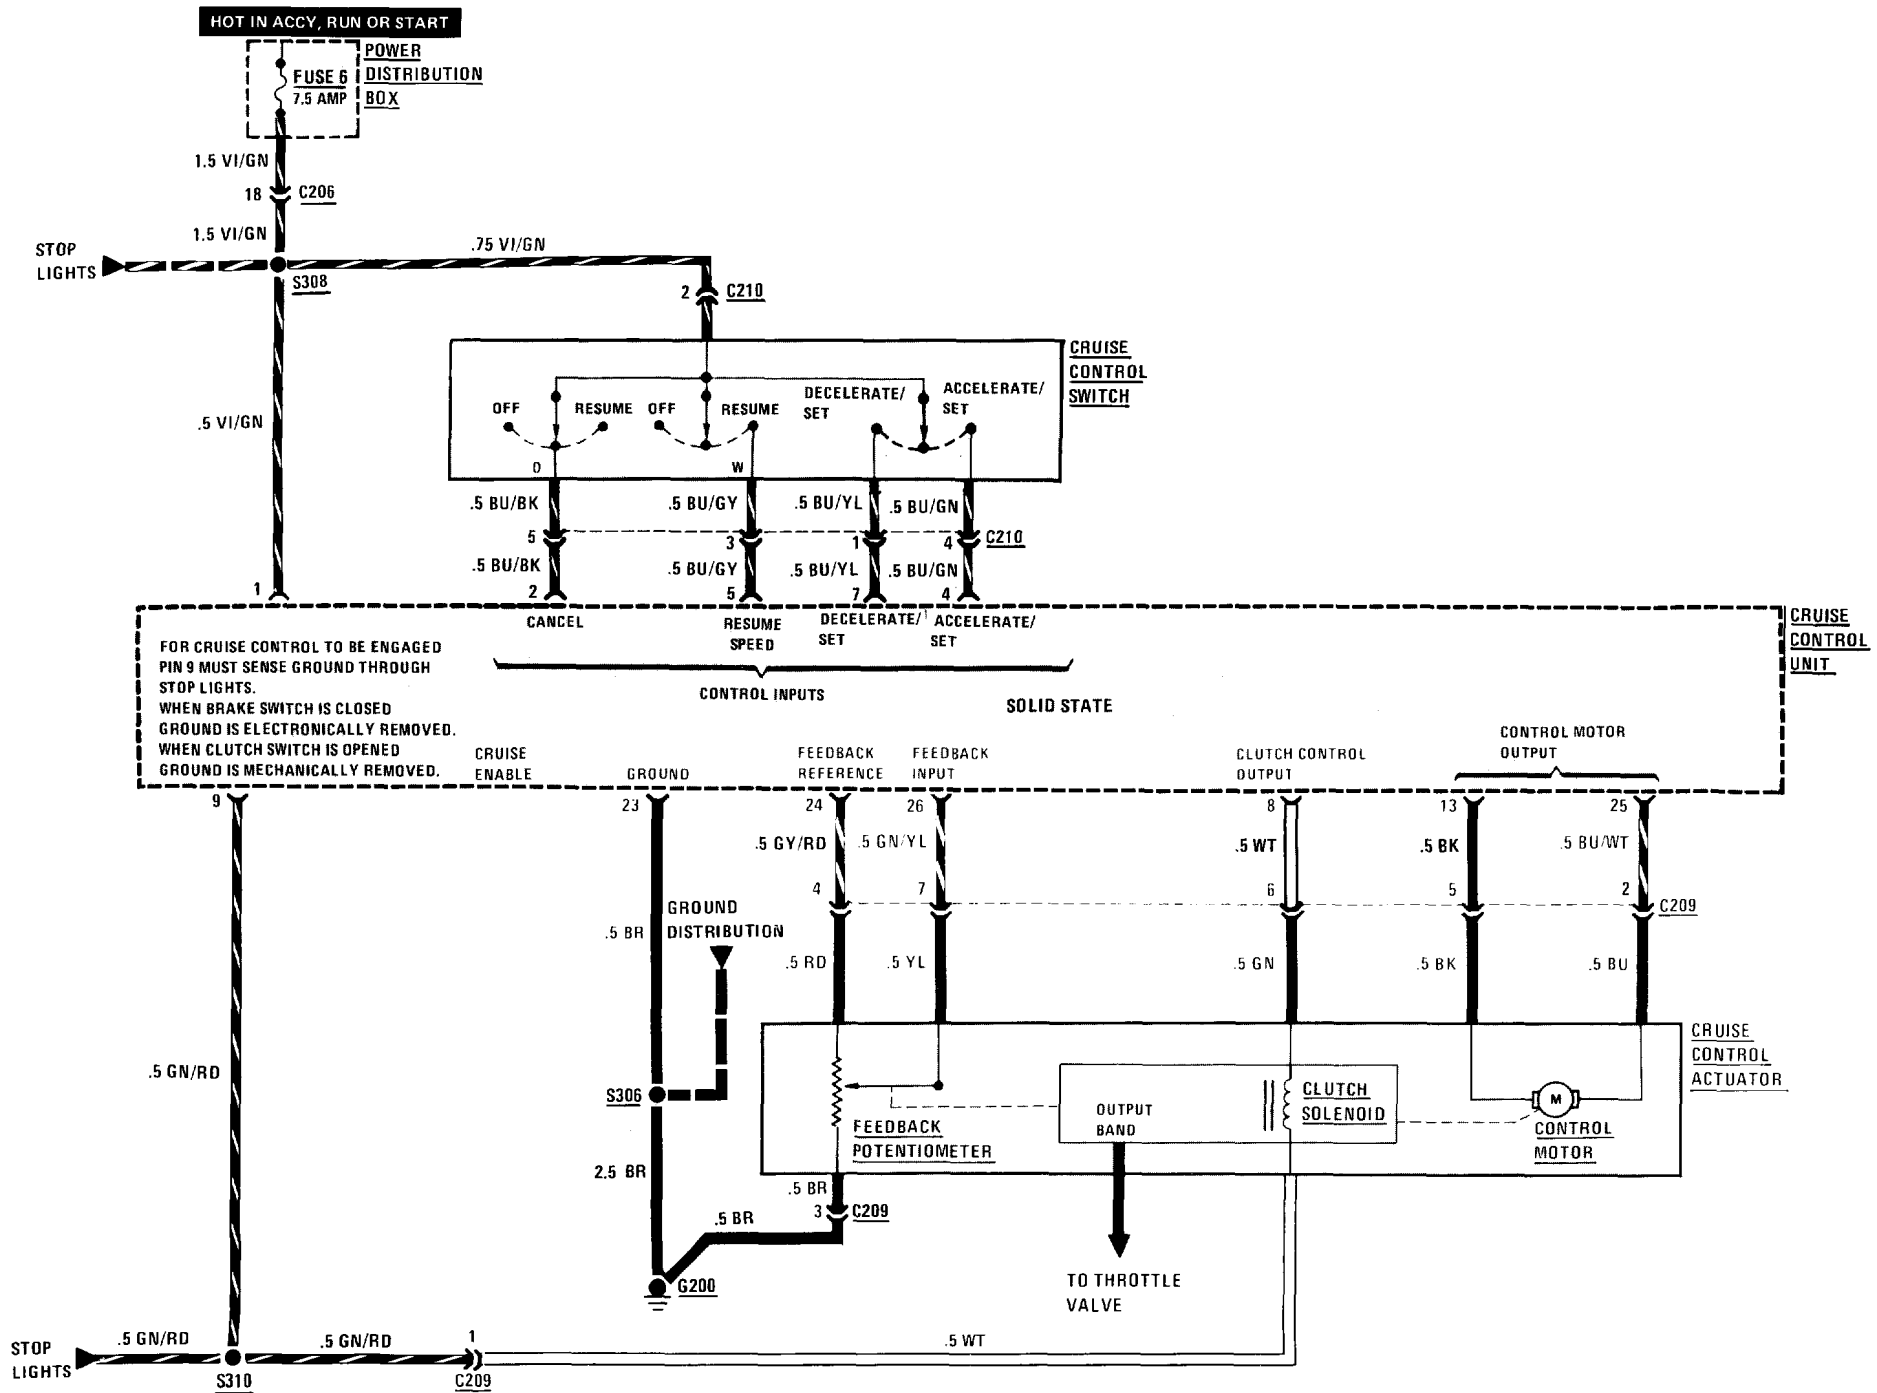 HOT IN ACCY, RUN OR START
POWER
DISTRIBUTION
BOX
FUSE 6
7.5 AMP
1.5 VI/GN
18
C206
1.5 VI/GN
STOP
LIGHTS
.75 VI/GN
S308
2
C210
.5 VI/GN
CRUISE
CONTROL
SWITCH
OFF
RESUME
OFF
RESUME
DECELERATE/
SET
ACCELERATE/
SET
D
W
.5 BU/BK
.5 BU/GY
.5 BU/YL
.5 BU/GN
5
3
1
4
C210
.5 BU/BK
.5 BU/GY
.5 BU/YL
.5 BU/GN
1
2
5
7
4
CANCEL
RESUME
SPEED
DECELERATE/
SET
ACCELERATE/
SET
CRUISE
CONTROL
UNIT
FOR CRUISE CONTROL TO BE ENGAGED
PIN 9 MUST SENSE GROUND THROUGH
STOP LIGHTS.
WHEN BRAKE SWITCH IS CLOSED
GROUND IS ELECTRONICALLY REMOVED.
WHEN CLUTCH SWITCH IS OPENED
GROUND IS MECHANICALLY REMOVED.
CONTROL INPUTS
SOLID STATE
CRUISE
ENABLE
GROUND
FEEDBACK
REFERENCE
FEEDBACK
INPUT
CLUTCH CONTROL
OUTPUT
CONTROL MOTOR
OUTPUT
9
23
24
26
8
13
25
.5 GY/RD
.5 GN/YL
.5 WT
.5 BK
.5 BU/WT
4
7
6
5
2
C209
GROUND
DISTRIBUTION
.5 BR
.5 RD
.5 YL
.5 GN
.5 BK
.5 BU
CRUISE
CONTROL
ACTUATOR
.5 GN/RD
S306
OUTPUT
BAND
CLUTCH
SOLENOID
M
CONTROL
MOTOR
FEEDBACK
POTENTIOMETER
2.5 BR
.5 BR
3
C209
.5 BR
G200
TO THROTTLE
VALVE
STOP
LIGHTS
.5 GN/RD
S310
.5 GN/RD
1
C209
.5 WT